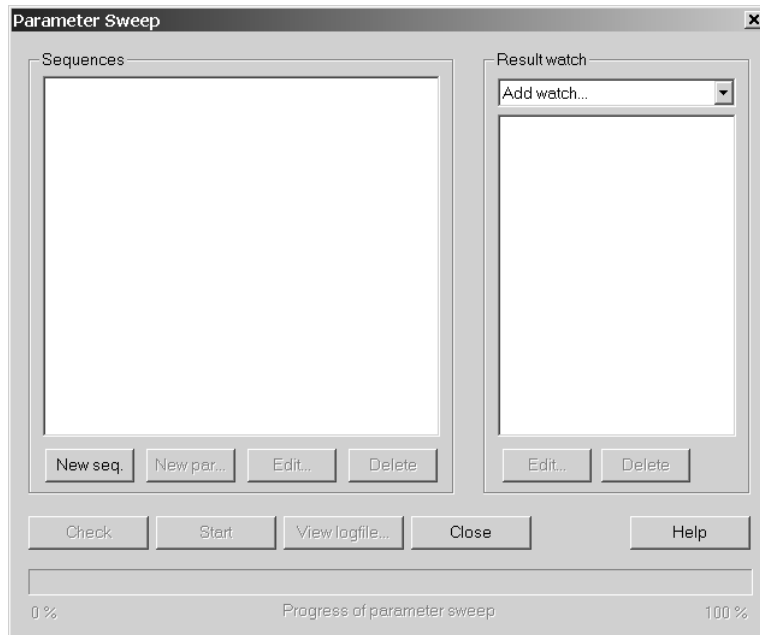 Parameter Sweep
Sequences
Result watch
Add watch...
New seq.
New par...
Edit...
Delete
Edit...
Delete
Check
Start
View logfile...
Close
Help
0 %
Progress of parameter sweep
100 %